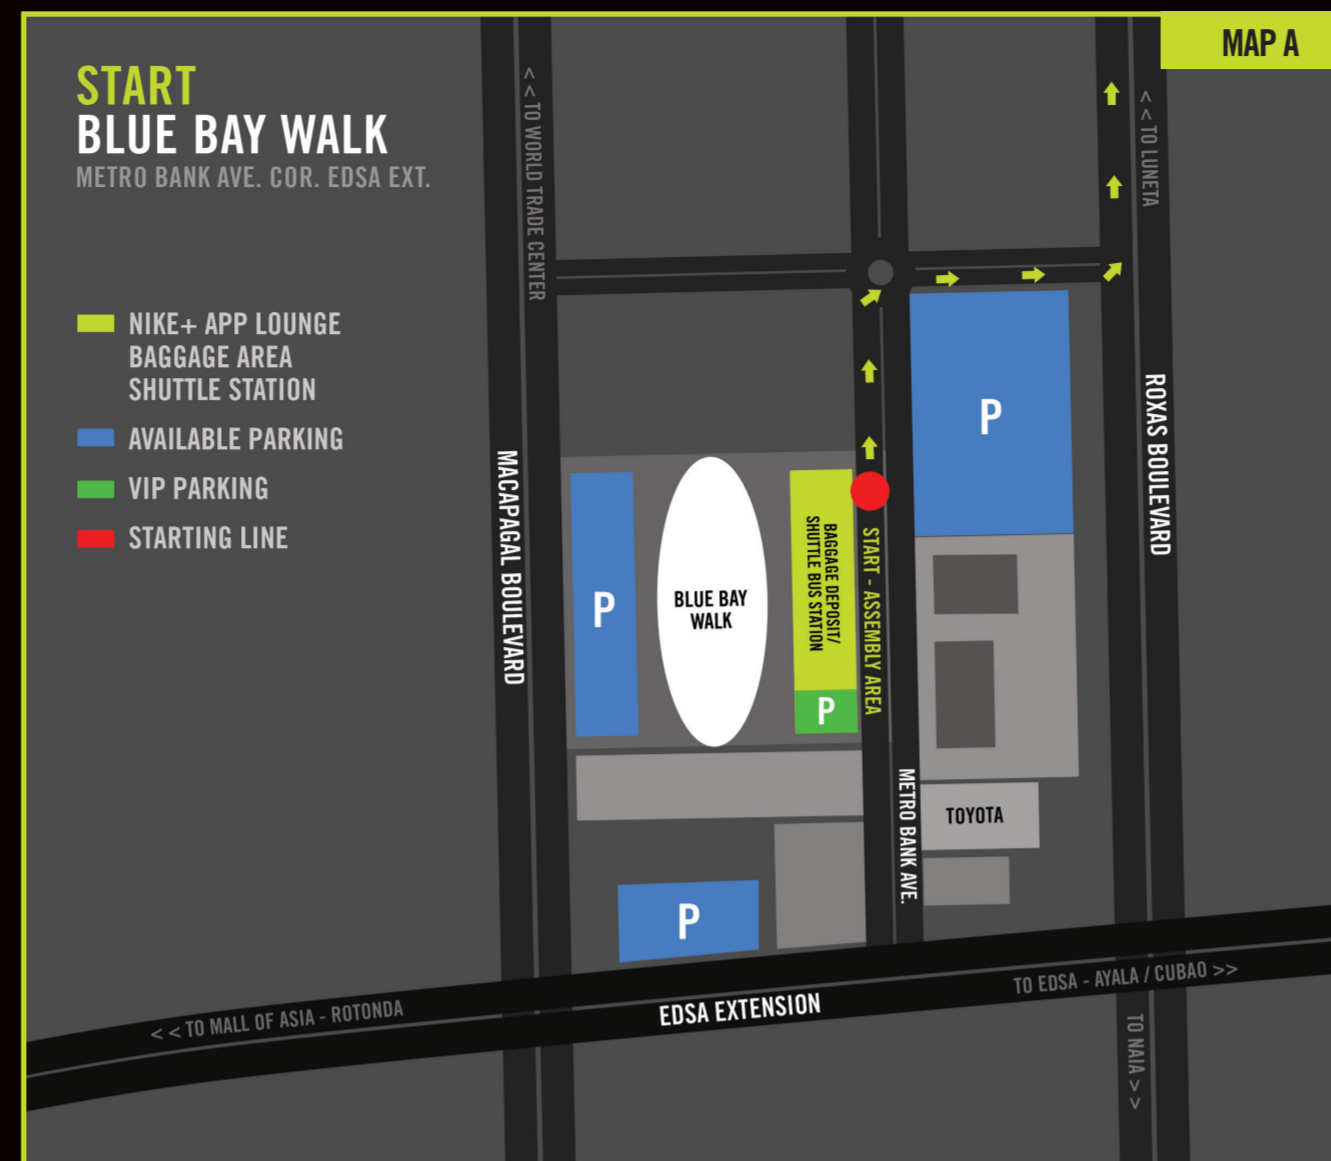 MAP A
START
BLUE BAY WALK
METRO BANK AVE. COR. EDSA EXT.
NIKE+ APP LOUNGE
BAGGAGE AREA
SHUTTLE STATION
AVAILABLE PARKING
VIP PARKING
STARTING LINE
< < TO WORLD TRADE CENTER
MACAPAGAL BOULEVARD
< < TO LUNETA
ROXAS BOULEVARD
P
P
BLUE BAY
WALK
BAGGAGE DEPOSIT/
SHUTTLE BUS STATION
P
START - ASSEMBLY AREA
METRO BANK AVE.
TOYOTA
P
< < TO MALL OF ASIA - ROTONDA
EDSA EXTENSION
TO EDSA - AYALA / CUBAO >>
TO NAIA > >